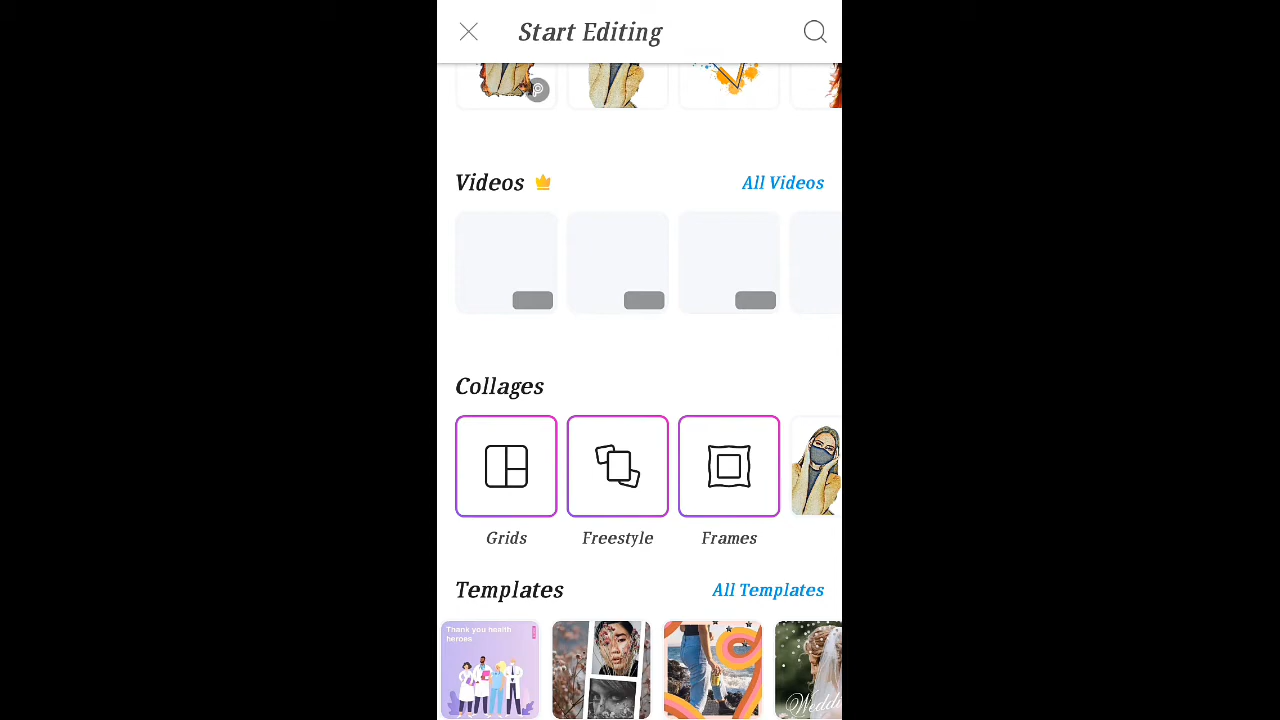 Start Editing
Videos
All Videos
Collages
Grids
Freestyle
Frames
Templates
All Templates
Thank you health
heroes